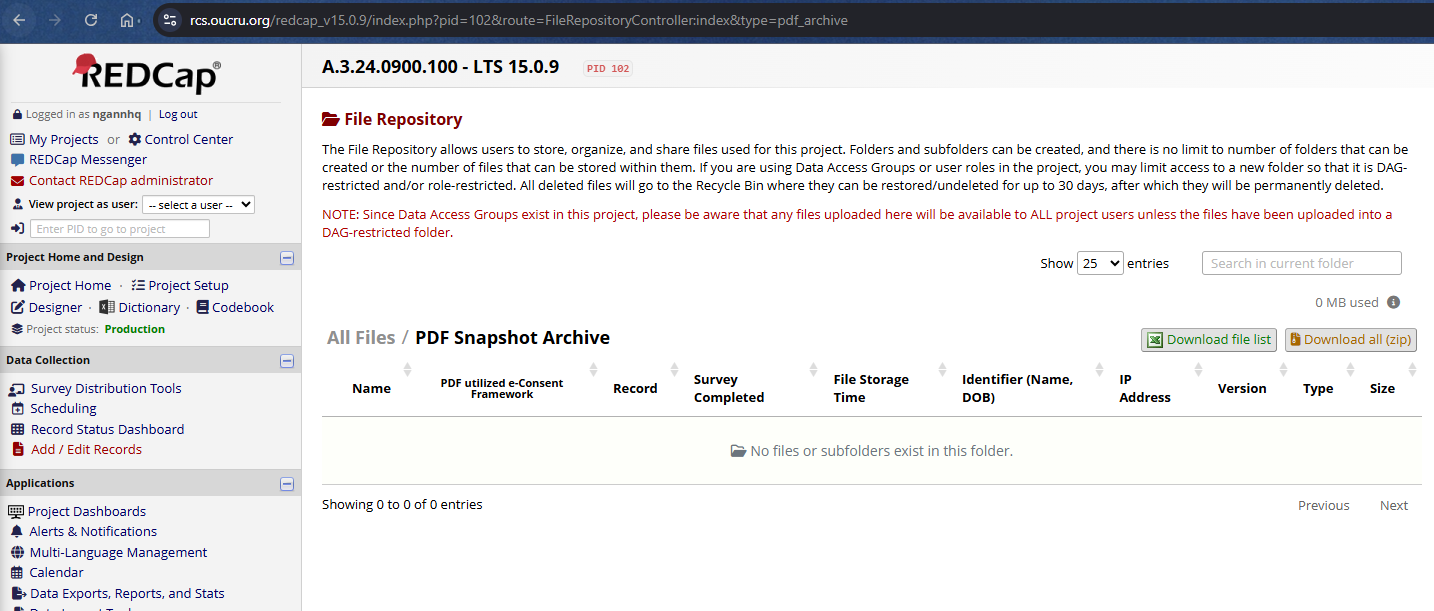 rcs.oucru.org/redcap_v15.0.9/index.php?pid=102&route=FileRepositoryController:index&type=pdf_archive
REDCap®
Logged in as ngannhq | Log out
My Projects or Control Center
REDCap Messenger
Contact REDCap administrator
View project as user: -- select a user --
Enter PID to go to project
Project Home and Design
Project Home · Project Setup
Designer · Dictionary · Codebook
Project status: Production
Data Collection
Survey Distribution Tools
Scheduling
Record Status Dashboard
Add / Edit Records
Applications
Project Dashboards
Alerts & Notifications
Multi-Language Management
Calendar
Data Exports, Reports, and Stats
A.3.24.0900.100 - LTS 15.0.9 PID 102
File Repository
The File Repository allows users to store, organize, and share files used for this project. Folders and subfolders can be created, and there is no limit to number of folders that can be
created or the number of files that can be stored within them. If you are using Data Access Groups or user roles in the project, you may limit access to a new folder so that it is DAG-
restricted and/or role-restricted. All deleted files will go to the Recycle Bin where they can be restored/undeleted for up to 30 days, after which they will be permanently deleted.
NOTE: Since Data Access Groups exist in this project, please be aware that any files uploaded here will be available to ALL project users unless the files have been uploaded into a
DAG-restricted folder.
Show 25 entries Search in current folder
0 MB used
All Files / PDF Snapshot Archive Download file list Download all (zip)
Name
PDF utilized e-Consent
Framework
Record
Survey
Completed
File Storage
Time
Identifier (Name,
DOB)
IP
Address
Version
Type
Size
No files or subfolders exist in this folder.
Showing 0 to 0 of 0 entries Previous Next